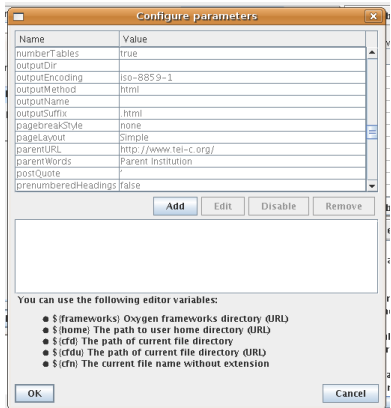 Configure parameters
Name Value
numberTables true
outputDir
outputEncoding iso-8859-1
outputMethod html
outputName
outputSuffix .html
pagebreakStyle none
pageLayout Simple
parentURL http://www.tei-c.org/
parentWords Parent Institution
postQuote '
prenumberedHeadings false
Add Edit Disable Remove
You can use the following editor variables:
● ${frameworks} Oxygen frameworks directory (URL)
● ${home} The path to user home directory (URL)
● ${cfd} The path of current file directory
● ${cfdu} The path of current file directory (URL)
● ${cfn} The current file name without extension
OK Cancel